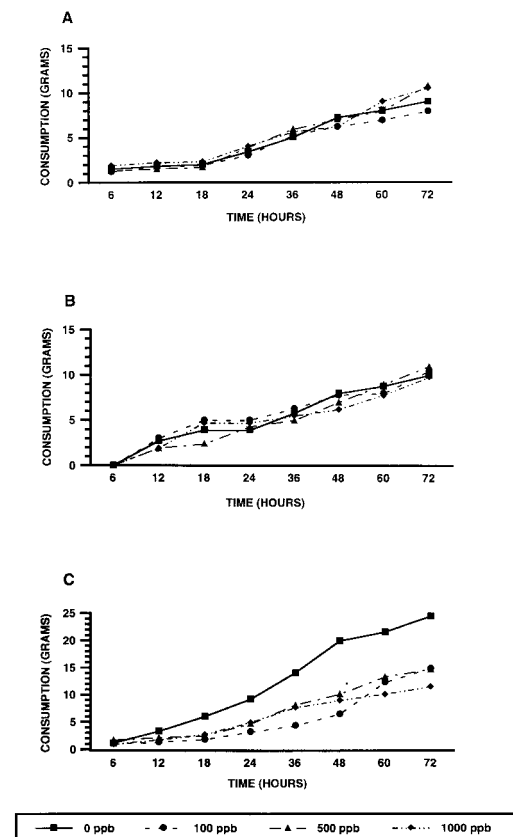 A
CONSUMPTION (GRAMS)
15
10
5
0
6 12 18 24 36 48 60 72
TIME (HOURS)
B
CONSUMPTION (GRAMS)
15
10
5
0
6 12 18 24 36 48 60 72
TIME (HOURS)
C
CONSUMPTION (GRAMS)
25
20
15
10
5
0
6 12 18 24 36 48 60 72
TIME (HOURS)
0 ppb 100 ppb 500 ppb 1000 ppb